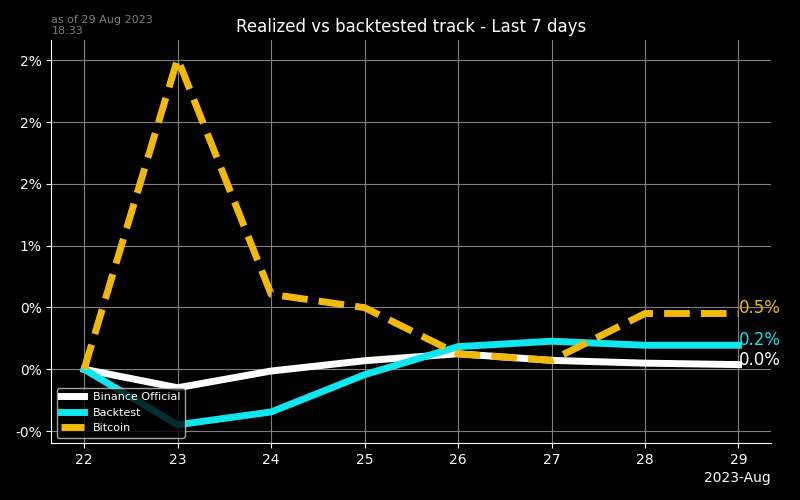 as of 29 Aug 2023
18:33
Realized vs backtested track - Last 7 days
2%
2%
2%
1%
0%
0%
-0%
0.5%
0.2%
0.0%
Binance Official
Backtest
Bitcoin
22 23 24 25 26 27 28 29
2023-Aug